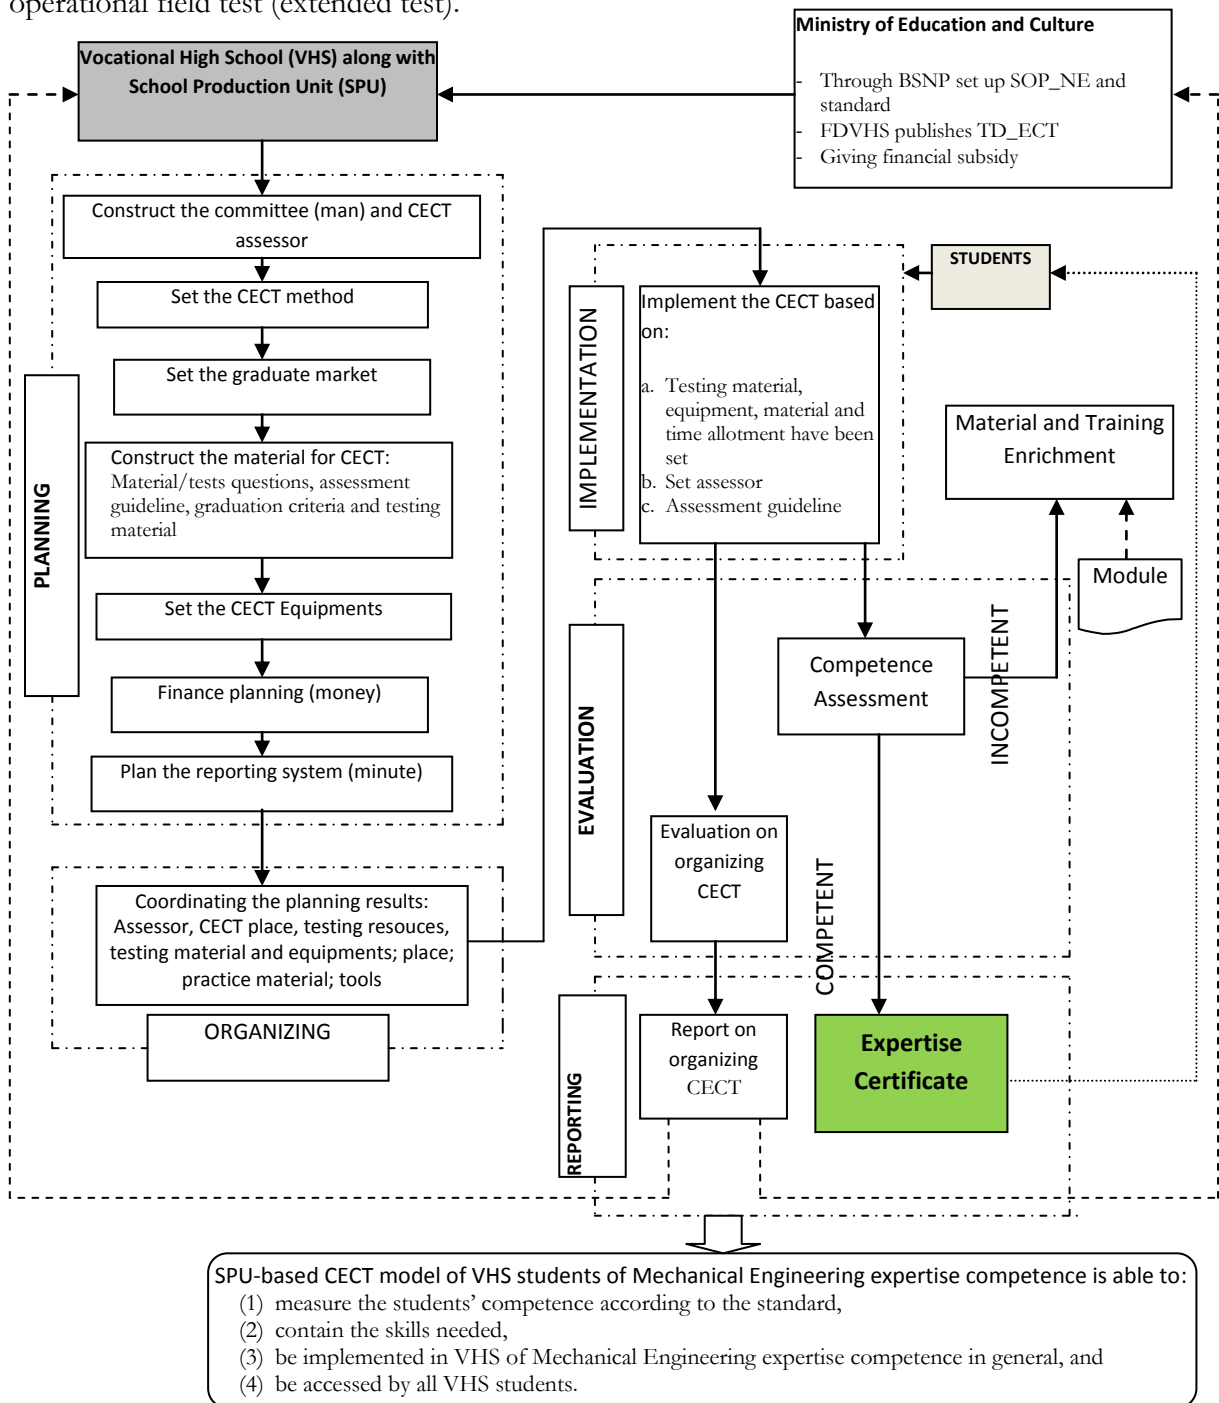 operational field test (extended test).
Vocational High School (VHS) along with
School Production Unit (SPU)
Ministry of Education and Culture
- Through BSNP set up SOP_NE and
standard
- FDVHS publishes TD_ECT
- Giving financial subsidy
PLANNING
Construct the committee (man) and CECT
assessor
Set the CECT method
Set the graduate market
Construct the material for CECT:
Material/tests questions, assessment
guideline, graduation criteria and testing
material
Set the CECT Equipments
Finance planning (money)
Plan the reporting system (minute)
Coordinating the planning results:
Assessor, CECT place, testing resouces,
testing material and equipments; place;
practice material; tools
ORGANIZING
IMPLEMENTATION
Implement the CECT based
on:
a. Testing material,
equipment, material and
time allotment have been
set
b. Set assessor
c. Assessment guideline
STUDENTS
Material and Training
Enrichment
Module
EVALUATION
Competence
Assessment
INCOMPETENT
Evaluation on
organizing
CECT
COMPETENT
REPORTING
Report on
organizing
CECT
Expertise
Certificate
SPU-based CECT model of VHS students of Mechanical Engineering expertise competence is able to:
(1) measure the students’ competence according to the standard,
(2) contain the skills needed,
(3) be implemented in VHS of Mechanical Engineering expertise competence in general, and
(4) be accessed by all VHS students.